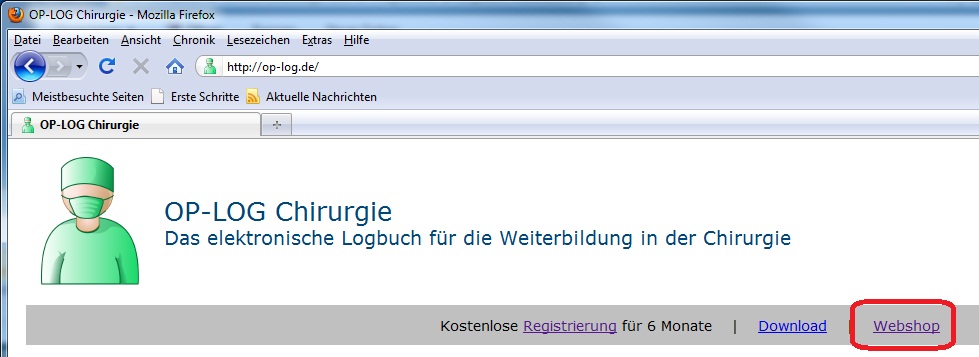 OP-LOG Chirurgie - Mozilla Firefox
Datei Bearbeiten Ansicht Chronik Lesezeichen Extras Hilfe
http://op-log.de/
Meistbesuchte Seiten Erste Schritte Aktuelle Nachrichten
OP-LOG Chirurgie
OP-LOG Chirurgie
Das elektronische Logbuch für die Weiterbildung in der Chirurgie
Kostenlose Registrierung für 6 Monate | Download | Webshop